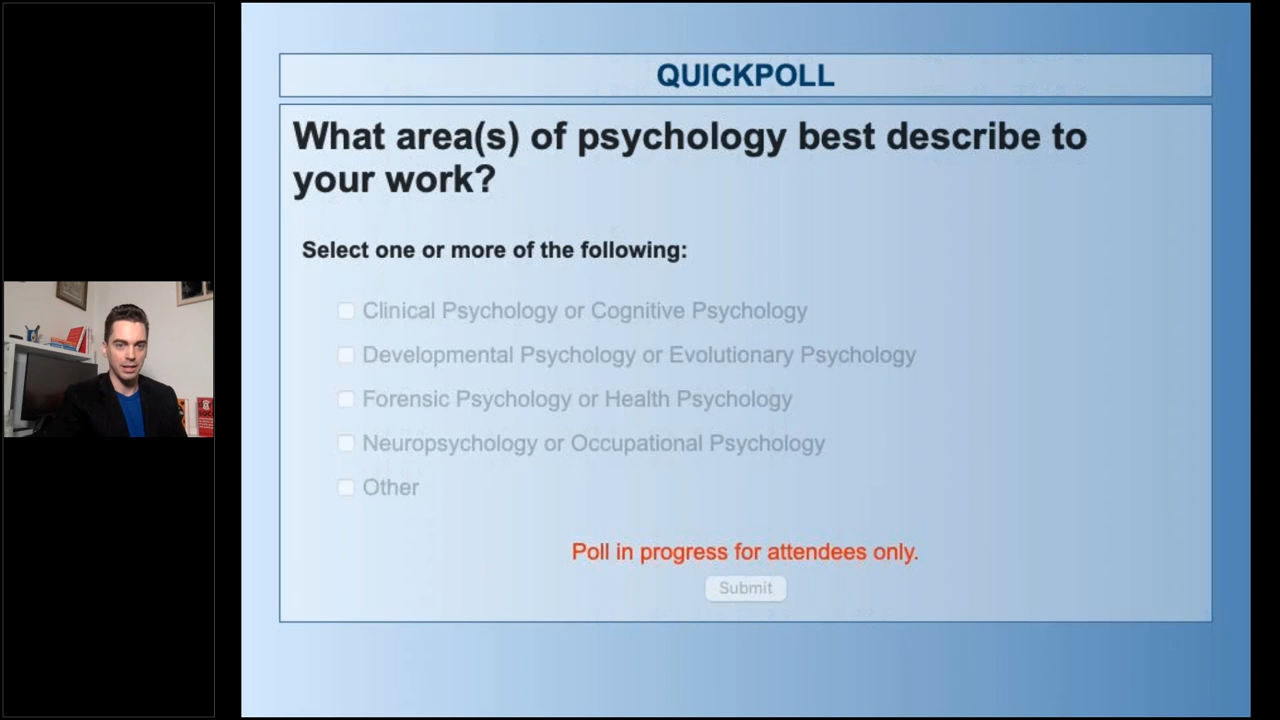 QUICKPOLL
What area(s) of psychology best describe to
your work?
Select one or more of the following:
Clinical Psychology or Cognitive Psychology
Developmental Psychology or Evolutionary Psychology
Forensic Psychology or Health Psychology
Neuropsychology or Occupational Psychology
Other
Poll in progress for attendees only.
Submit